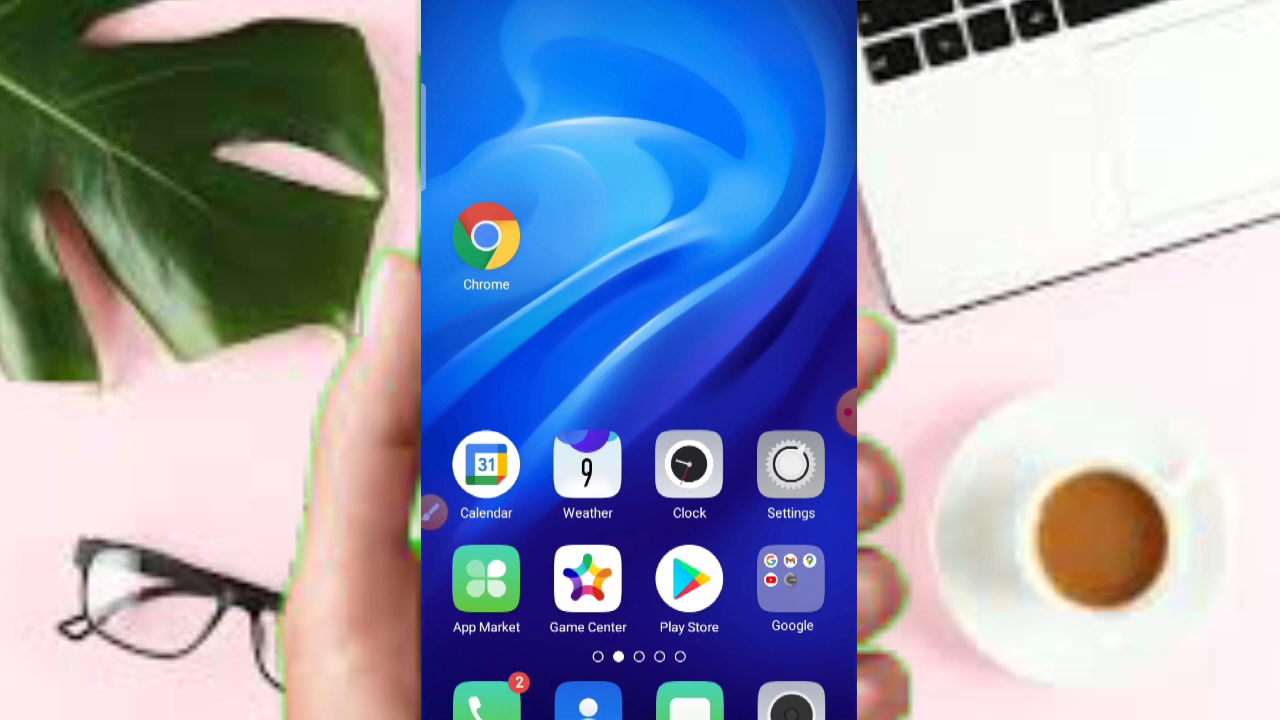 Chrome
31
9
Calendar
Weather
Clock
Settings
App Market
Game Center
Play Store
Google
2